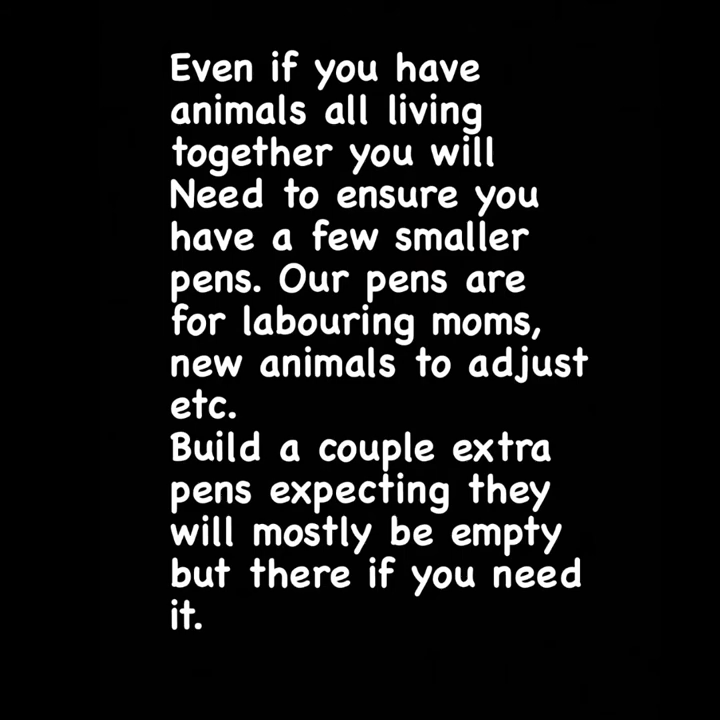 Even if you have
animals all living
together you will
Need to ensure you
have a few smaller
pens. Our pens are
for labouring moms,
new animals to adjust
etc.
Build a couple extra
pens expecting they
will mostly be empty
but there if you need
it.